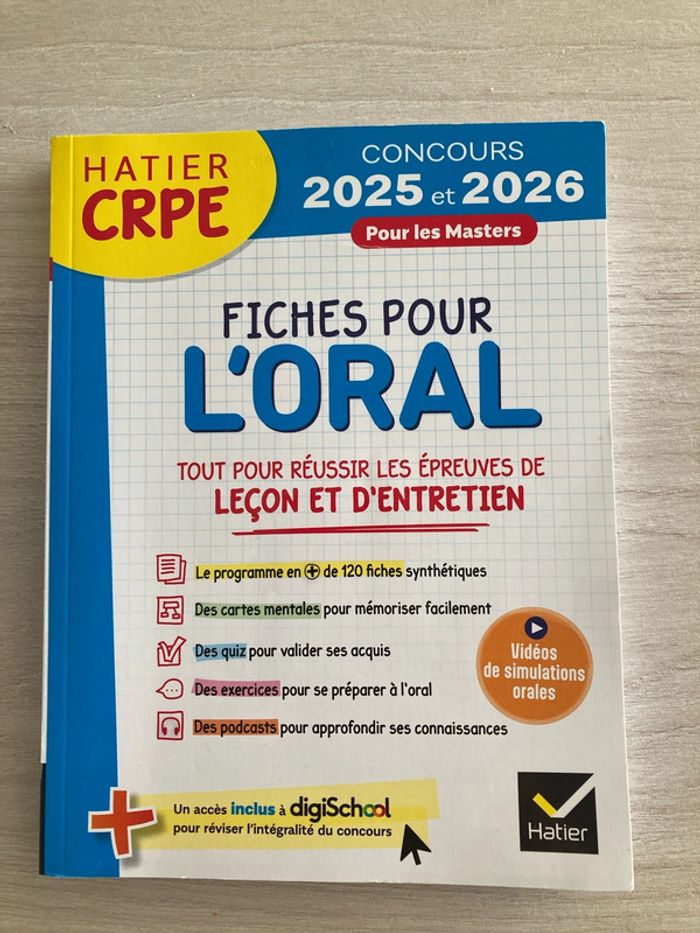 HATIER
CRPE
CONCOURS
2025 et 2026
Pour les Masters
FICHES POUR
L'ORAL
TOUT POUR RÉUSSIR LES ÉPREUVES DE
LEÇON ET D'ENTRETIEN
Le programme en + de 120 fiches synthétiques
Des cartes mentales pour mémoriser facilement
Des quiz pour valider ses acquis
Des exercices pour se préparer à l'oral
Des podcasts pour approfondir ses connaissances
Vidéos
de simulations
orales
+
Un accès inclus à digiSchool
pour réviser l'intégralité du concours
Hatier